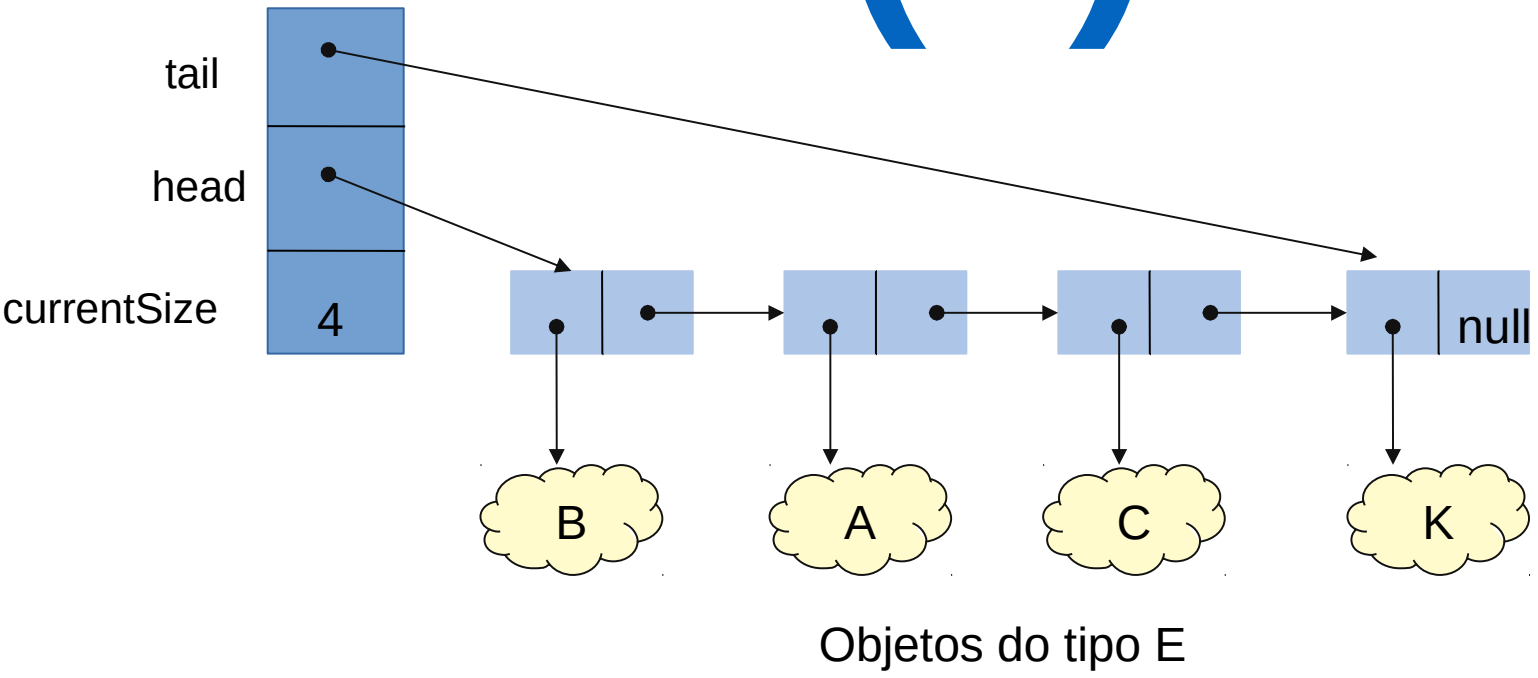 tail
head
currentSize
4
null
B
A
C
K
Objetos do tipo E